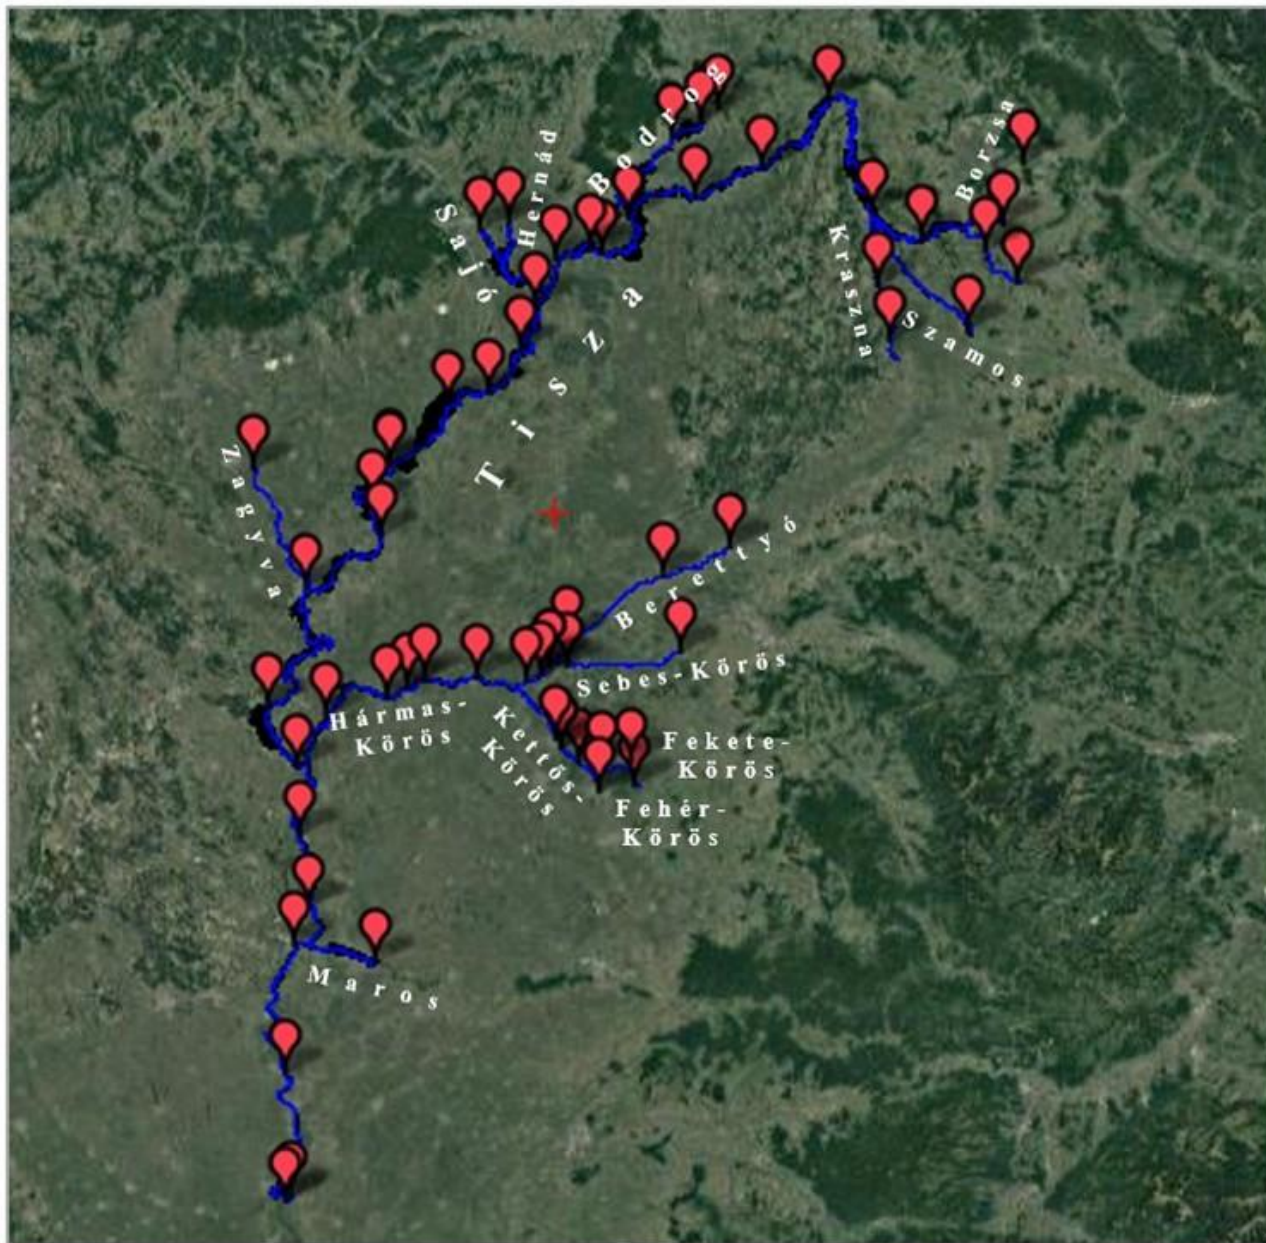 Bodrog
Borzsa
Hernád
Sajó
Kraszna
Szamos
Tisza
Zagyva
Berettyó
Sebes-Körös
Hármas-
Körös
Kettös-
Körös
Fekete-
Körös
Fehér-
Körös
Maros